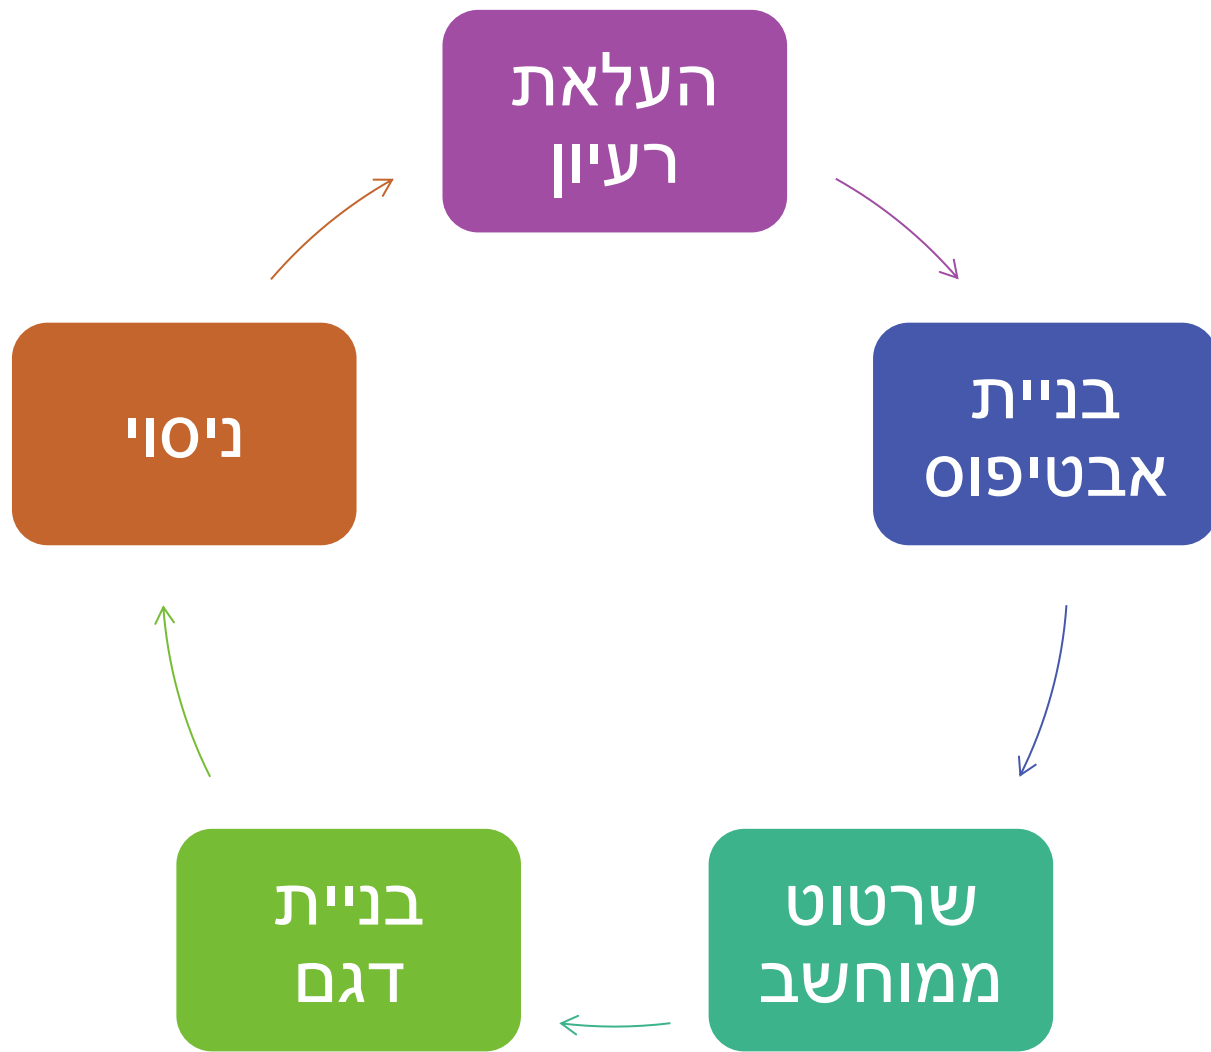 העלאת
רעיון
בניית
אבטיפוס
שרטוט
ממוחשב
בניית
דגם
ניסוי